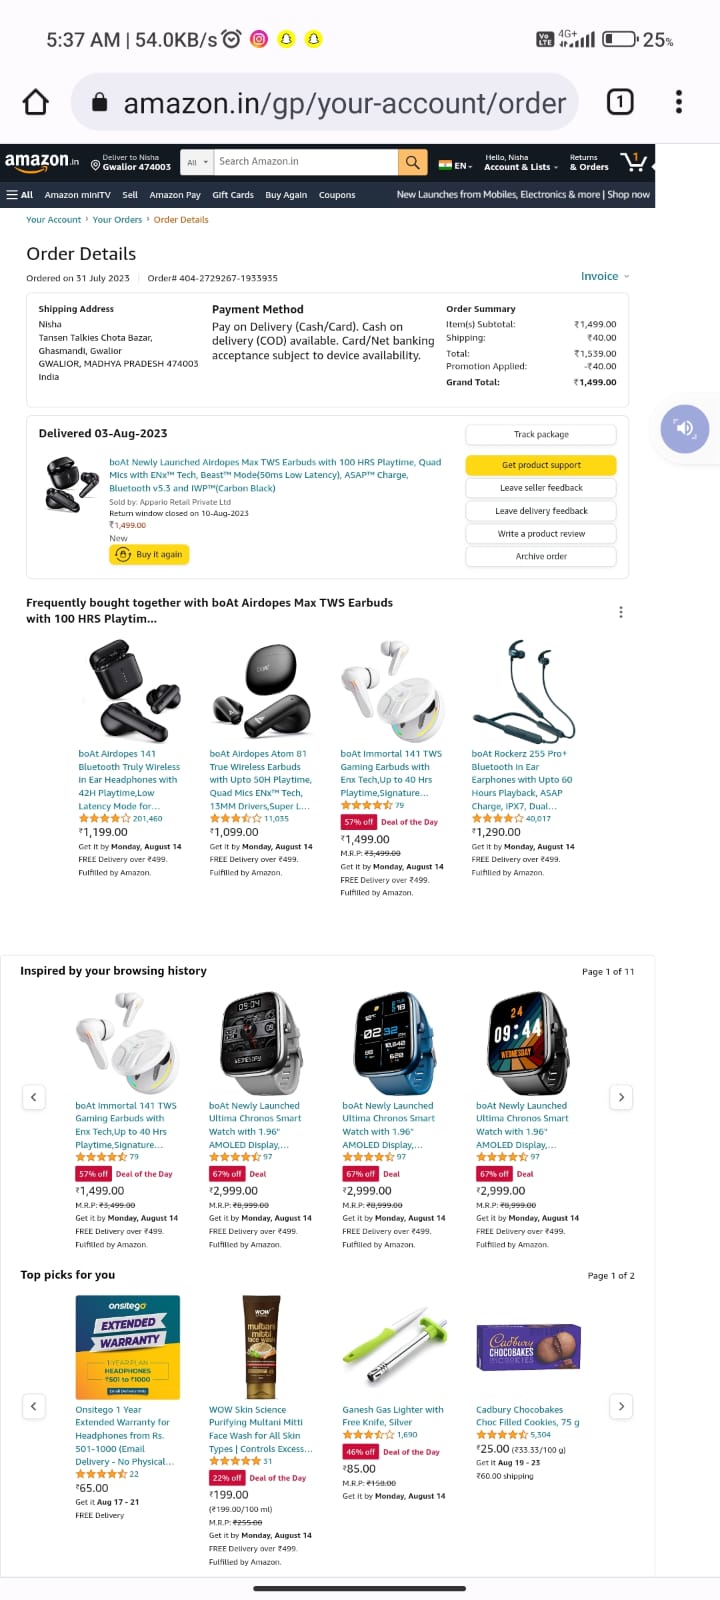 5:37 AM | 54.0KB/s
Vo LTE 4G+ 25%
amazon.in/gp/your-account/order 1
amazon.in Deliver to Nisha Gwalior 474003 All Search Amazon.in EN Hello, Nisha Account & Lists Returns & Orders 1
All Amazon miniTV Sell Amazon Pay Gift Cards Buy Again Coupons New Launches from Mobiles, Electronics & more | Shop now
Your Account › Your Orders › Order Details
Order Details
Ordered on 31 July 2023 Order# 404-2729267-1933935 Invoice
Shipping Address
Nisha
Tansen Talkies Chota Bazar,
Ghasmandi, Gwalior
GWALIOR, MADHYA PRADESH 474003
India
Payment Method
Pay on Delivery (Cash/Card). Cash on
delivery (COD) available. Card/Net banking
acceptance subject to device availability.
Order Summary
Item(s) Subtotal: ₹1,499.00
Shipping: ₹40.00
Total: ₹1,539.00
Promotion Applied: -₹40.00
Grand Total: ₹1,499.00
Delivered 03-Aug-2023
boAt Newly Launched Airdopes Max TWS Earbuds with 100 HRS Playtime, Quad
Mics with ENx™ Tech, Beast™ Mode(50ms Low Latency), ASAP™ Charge,
Bluetooth v5.3 and IWP™(Carbon Black)
Sold by: Appario Retail Private Ltd
Return window closed on 10-Aug-2023
₹1,499.00
New
Buy it again
Track package
Get product support
Leave seller feedback
Leave delivery feedback
Write a product review
Archive order
Frequently bought together with boAt Airdopes Max TWS Earbuds
with 100 HRS Playtim...
boAt Airdopes 141
Bluetooth Truly Wireless
in Ear Headphones with
42H Playtime,Low
Latency Mode for...
201,460
₹1,199.00
Get it by Monday, August 14
FREE Delivery over ₹499.
Fulfilled by Amazon.
boAt Airdopes Atom 81
True Wireless Earbuds
with Upto 50H Playtime,
Quad Mics ENx™ Tech,
13MM Drivers,Super L...
11,035
₹1,099.00
Get it by Monday, August 14
FREE Delivery over ₹499.
Fulfilled by Amazon.
boAt Immortal 141 TWS
Gaming Earbuds with
Enx Tech,Up to 40 Hrs
Playtime,Signature...
79
57% off Deal of the Day
₹1,499.00
M.R.P: ₹3,499.00
Get it by Monday, August 14
FREE Delivery over ₹499.
Fulfilled by Amazon.
boAt Rockerz 255 Pro+
Bluetooth in Ear
Earphones with Upto 60
Hours Playback, ASAP
Charge, IPX7, Dual...
40,017
₹1,290.00
Get it by Monday, August 14
FREE Delivery over ₹499.
Fulfilled by Amazon.
Inspired by your browsing history Page 1 of 11
boAt Immortal 141 TWS
Gaming Earbuds with
Enx Tech,Up to 40 Hrs
Playtime,Signature...
79
57% off Deal of the Day
₹1,499.00
M.R.P: ₹3,499.00
Get it by Monday, August 14
FREE Delivery over ₹499.
Fulfilled by Amazon.
09:04
WEDNESDAY
boAt Newly Launched
Ultima Chronos Smart
Watch with 1.96"
AMOLED Display,...
97
67% off Deal
₹2,999.00
M.R.P: ₹8,999.00
Get it by Monday, August 14
FREE Delivery over ₹499.
Fulfilled by Amazon.
boAt Newly Launched
Ultima Chronos Smart
Watch with 1.96"
AMOLED Display,...
97
67% off Deal
₹2,999.00
M.R.P: ₹8,999.00
Get it by Monday, August 14
FREE Delivery over ₹499.
Fulfilled by Amazon.
24
09:44
WEDNESDAY
boAt Newly Launched
Ultima Chronos Smart
Watch with 1.96"
AMOLED Display,...
97
67% off Deal
₹2,999.00
M.R.P: ₹8,999.00
Get it by Monday, August 14
FREE Delivery over ₹499.
Fulfilled by Amazon.
Top picks for you Page 1 of 2
onsitego
EXTENDED
WARRANTY
1 YEAR PLAN
HEADPHONES
₹501 to ₹1000
Email Delivery Only
Onsitego 1 Year
Extended Warranty for
Headphones from Rs.
501-1000 (Email
Delivery - No Physical...
22
₹65.00
Get it Aug 17 - 21
FREE Delivery
WOW
multani
mitti
face wash
WOW Skin Science
Purifying Multani Mitti
Face Wash for All Skin
Types | Controls Excess...
31
22% off Deal of the Day
₹199.00
(₹199.00/100 ml)
M.R.P: ₹255.00
Get it by Monday, August 14
FREE Delivery over ₹499.
Fulfilled by Amazon.
Ganesh Gas Lighter with
Free Knife, Silver
1,690
46% off Deal of the Day
₹85.00
M.R.P: ₹158.00
Get it by Monday, August 14
Cadbury
CHOCOBAKES
Cadbury Chocobakes
Choc Filled Cookies, 75 g
5,304
₹25.00 (₹33.33/100 g)
Get it Aug 19 - 23
₹60.00 shipping